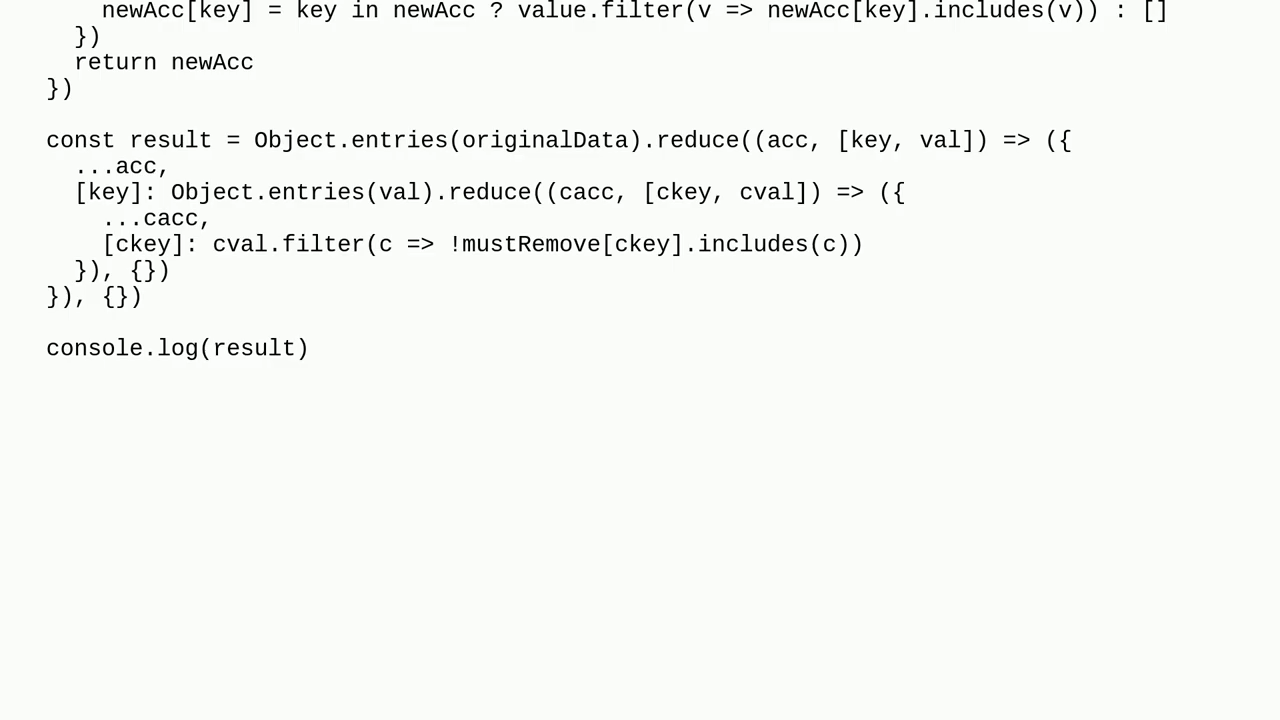 newAcc[key] = key in newAcc ? value.filter(v => newAcc[key].includes(v)) : []
})
return newAcc
})
const result = Object.entries(originalData).reduce((acc, [key, val]) => ({
...acc,
[key]: Object.entries(val).reduce((cacc, [ckey, cval]) => ({
...cacc,
[ckey]: cval.filter(c => !mustRemove[ckey].includes(c))
}), {})
}), {})
console.log(result)